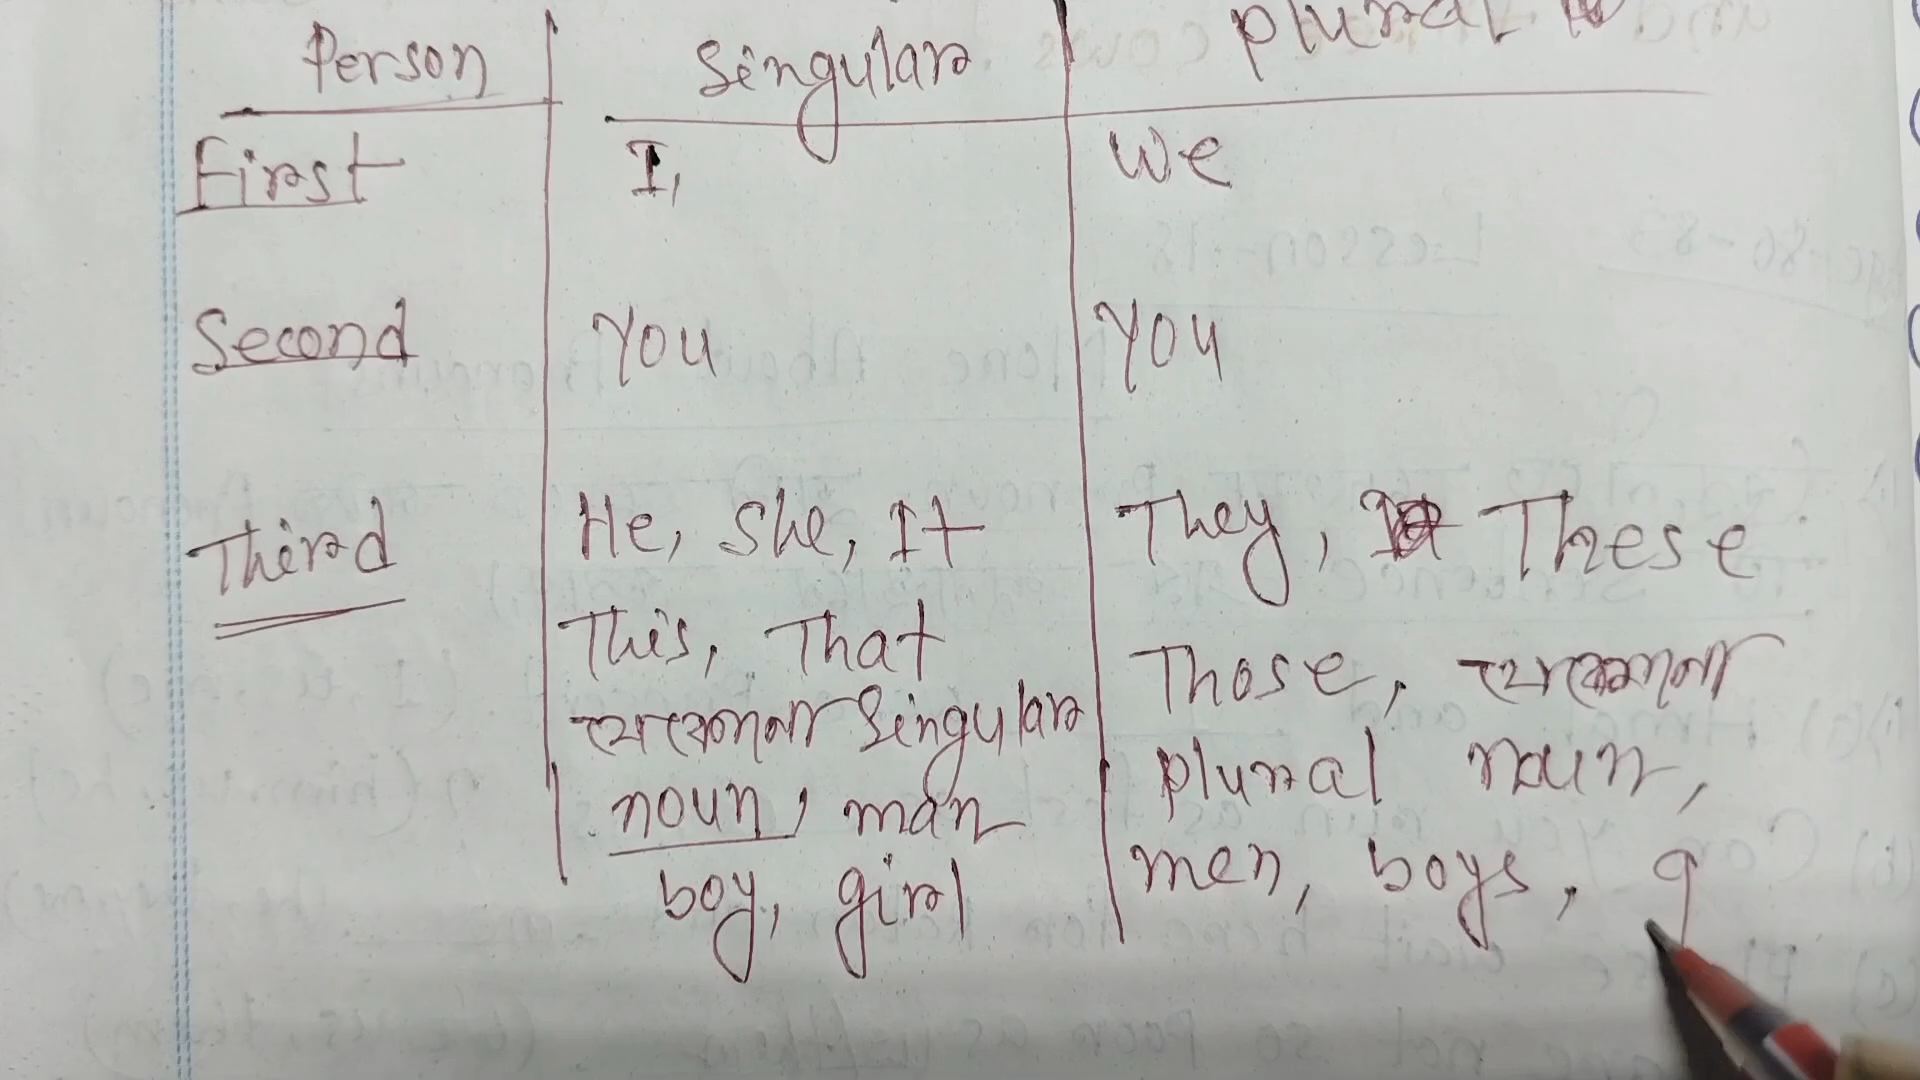 Person Singular Plural
First I, We
Second You You
Third He, She, It They, These
This, That Those, যেকোনো
যেকোনো Singular plural noun,
noun, man men, boys, g
boy, girl